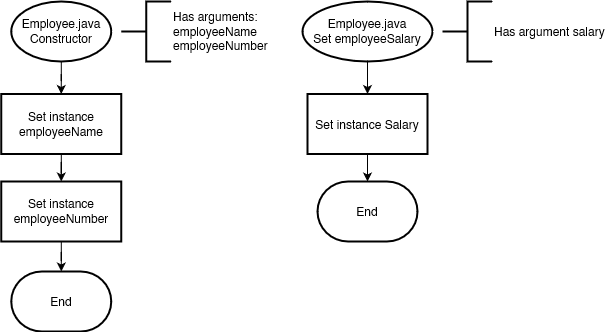 Employee.java
Constructor
Has arguments:
employeeName
employeeNumber
Set instance
employeeName
Set instance
employeeNumber
End
Employee.java
Set employeeSalary
Has argument salary
Set instance Salary
End